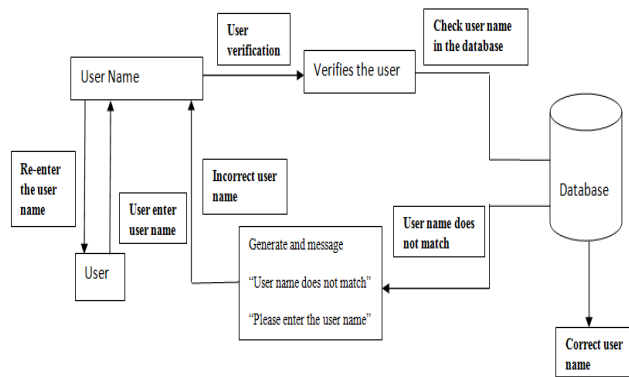 User
verification
Check user name
in the database
User Name
Verifies the user
Re-enter
the user
name
User enter
user name
Incorrect user
name
User name does
not match
Database
User
Generate and message
“User name does not match”
“Please enter the user name”
Correct user
name